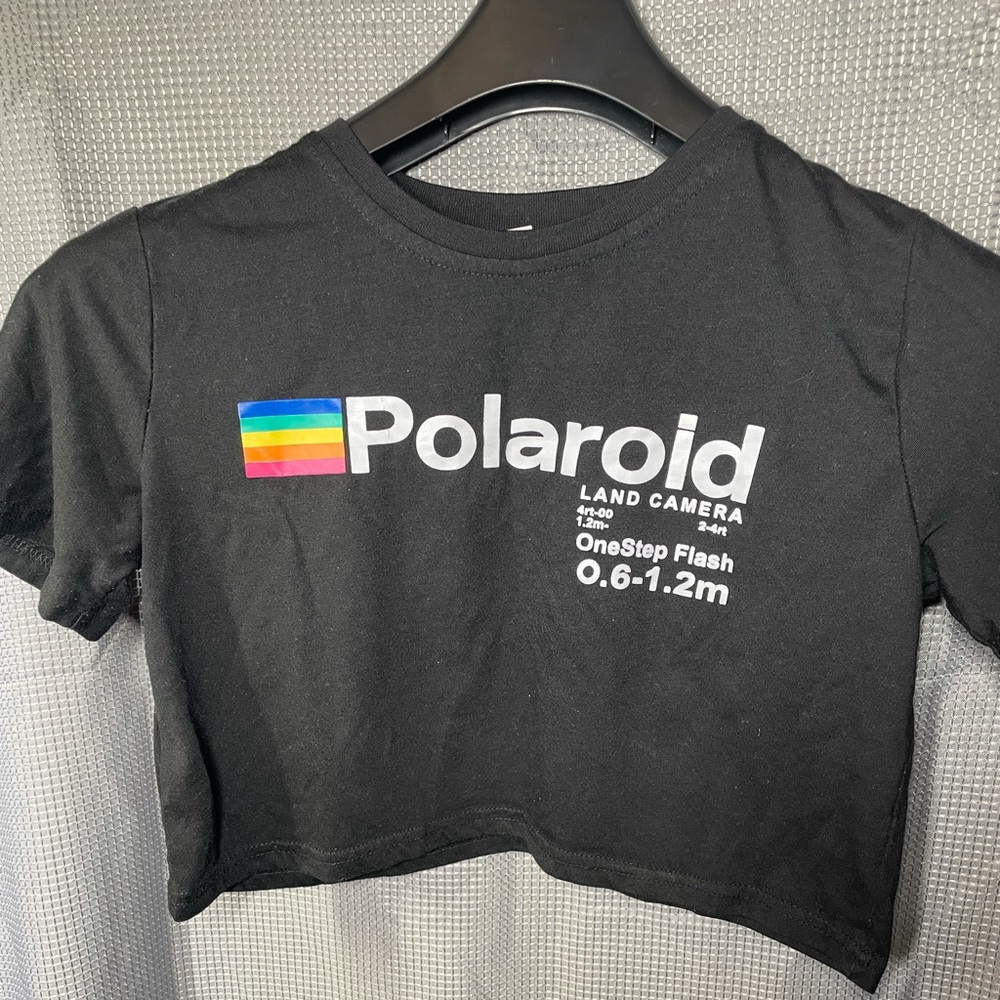 Polaroid
LAND CAMERA
4rt-00
1.2m- 2-4rt
OneStep Flash
0.6-1.2m